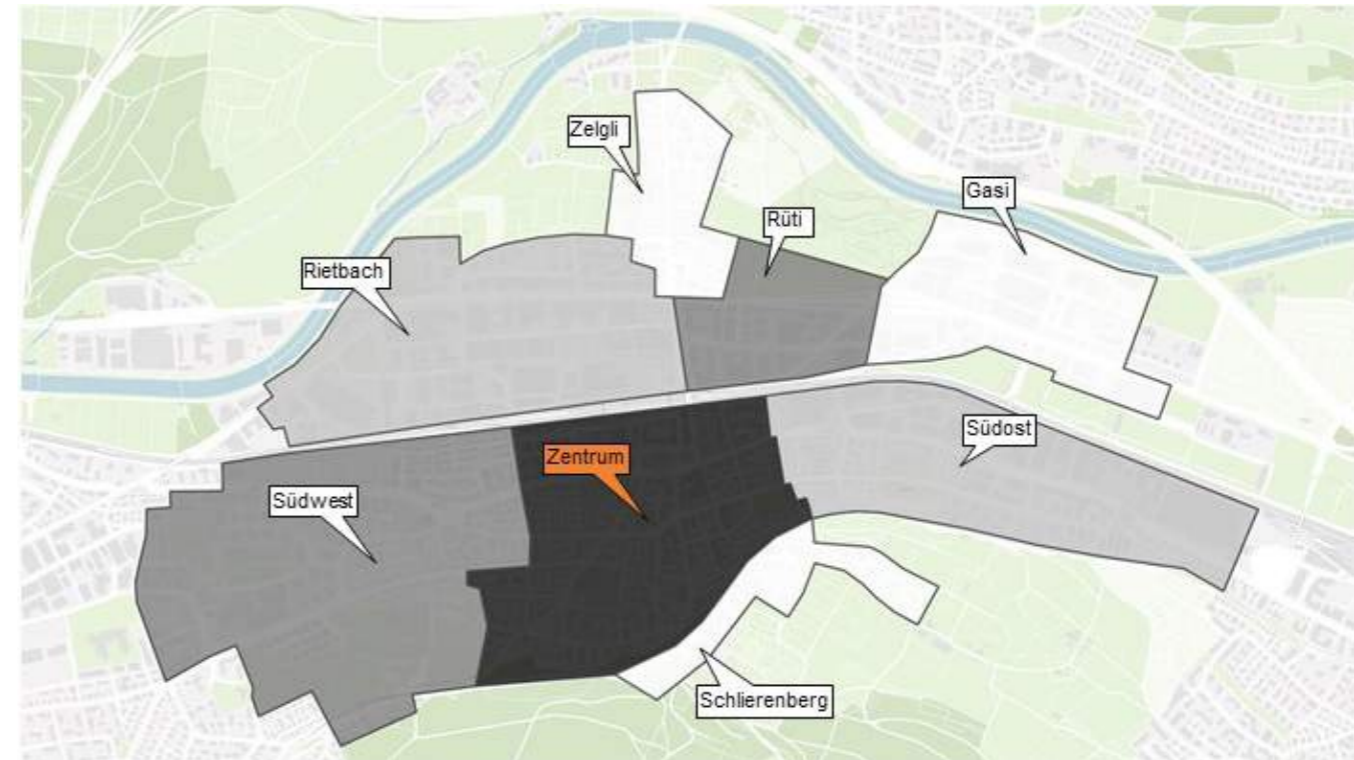 Zelgli
Gasi
Rüti
Rietbach
Südost
Zentrum
Südwest
Schlierenberg